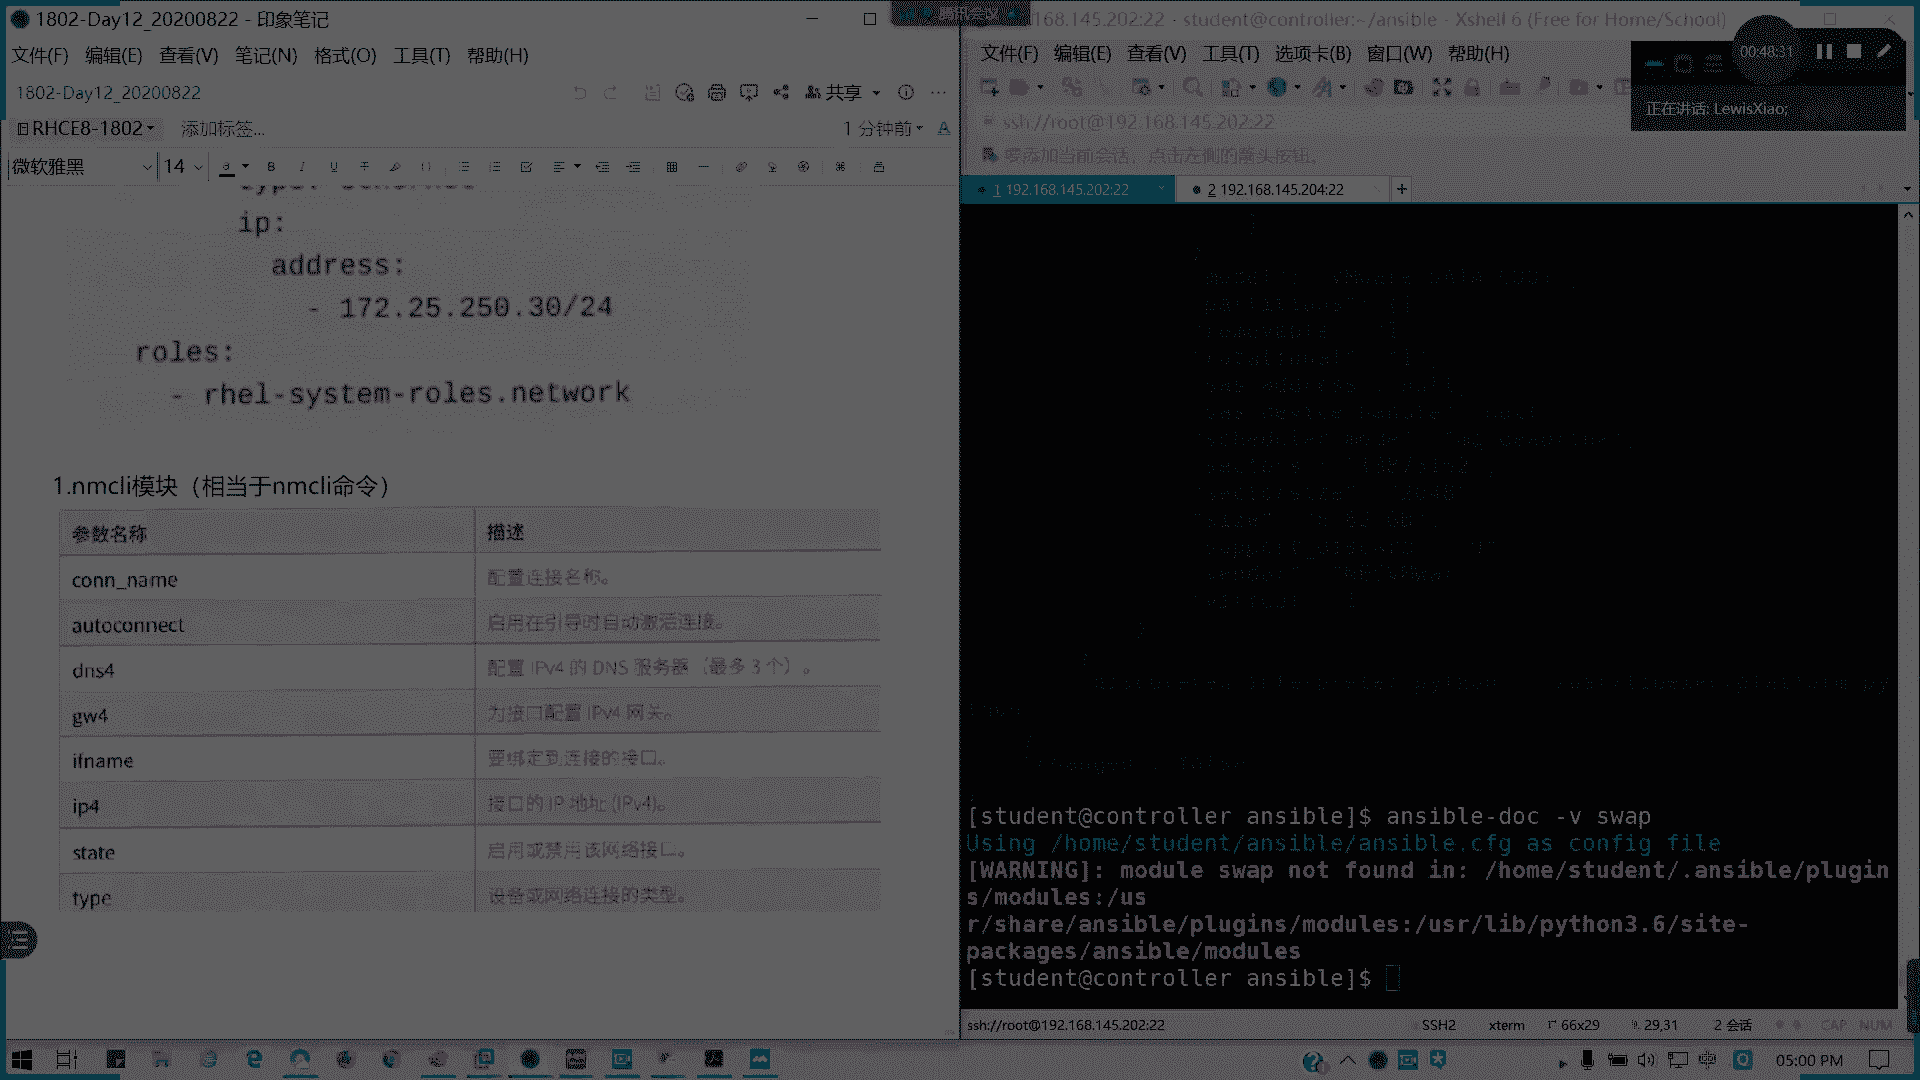 1802-Day12_20200822 - 印象笔记
文件(F) 编辑(E) 查看(V) 笔记(N) 格式(O) 工具(T) 帮助(H)
1802-Day12_20200822
共享
RHCE8-1802
添加标签...
1 分钟前
微软雅黑
14
ip:
address:
- 172.25.250.30/24
roles:
- rhel-system-roles.network
1.nmcli模块（相当于nmcli命令）
参数名称 描述
conn_name 配置连接名称。
autoconnect 启用在引导时自动激活连接。
dns4 配置 IPv4 的 DNS 服务器（最多 3 个）。
gw4 为接口配置 IPv4 网关。
ifname 要绑定到连接的接口。
ip4 接口的 IP 地址 (IPv4)。
state 启用或禁用该网络接口。
type 设备或网络连接的类型。
腾讯会议
168.145.202:22 - student@controller:~/ansible - Xshell 6 (Free for Home/School)
文件(F) 编辑(E) 查看(V) 工具(T) 选项卡(B) 窗口(W) 帮助(H)
00:48:31
正在讲话: LewisXiao;
ssh://root@192.168.145.202:22
要添加当前会话，点击左侧的箭头按钮。
1 192.168.145.202:22
2 192.168.145.204:22
[student@controller ansible]$ ansible-doc -v swap
Using /home/student/ansible/ansible.cfg as config file
[WARNING]: module swap not found in: /home/student/.ansible/plugin
s/modules:/us
r/share/ansible/plugins/modules:/usr/lib/python3.6/site-
packages/ansible/modules
[student@controller ansible]$
ssh://root@192.168.145.202:22
SSH2
xterm
66x29
29,31
2 会话
CAP NUM
05:00 PM